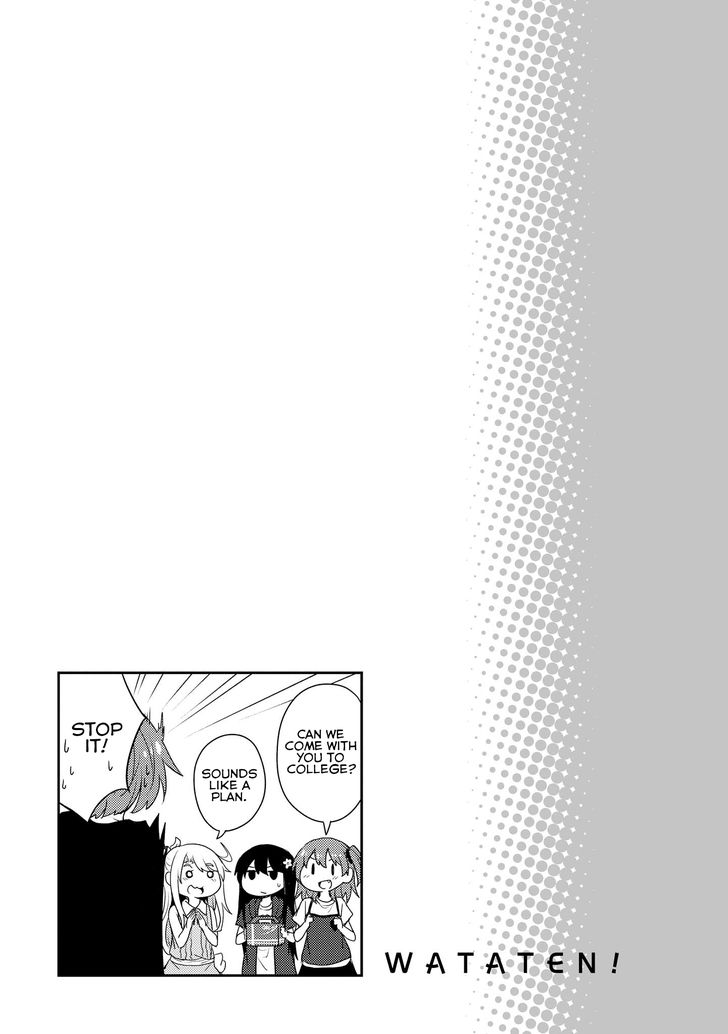 CAN WE
COME WITH
YOU TO
COLLEGE?
SOUNDS
LIKE A
PLAN.
STOP
IT!
WATATEN!